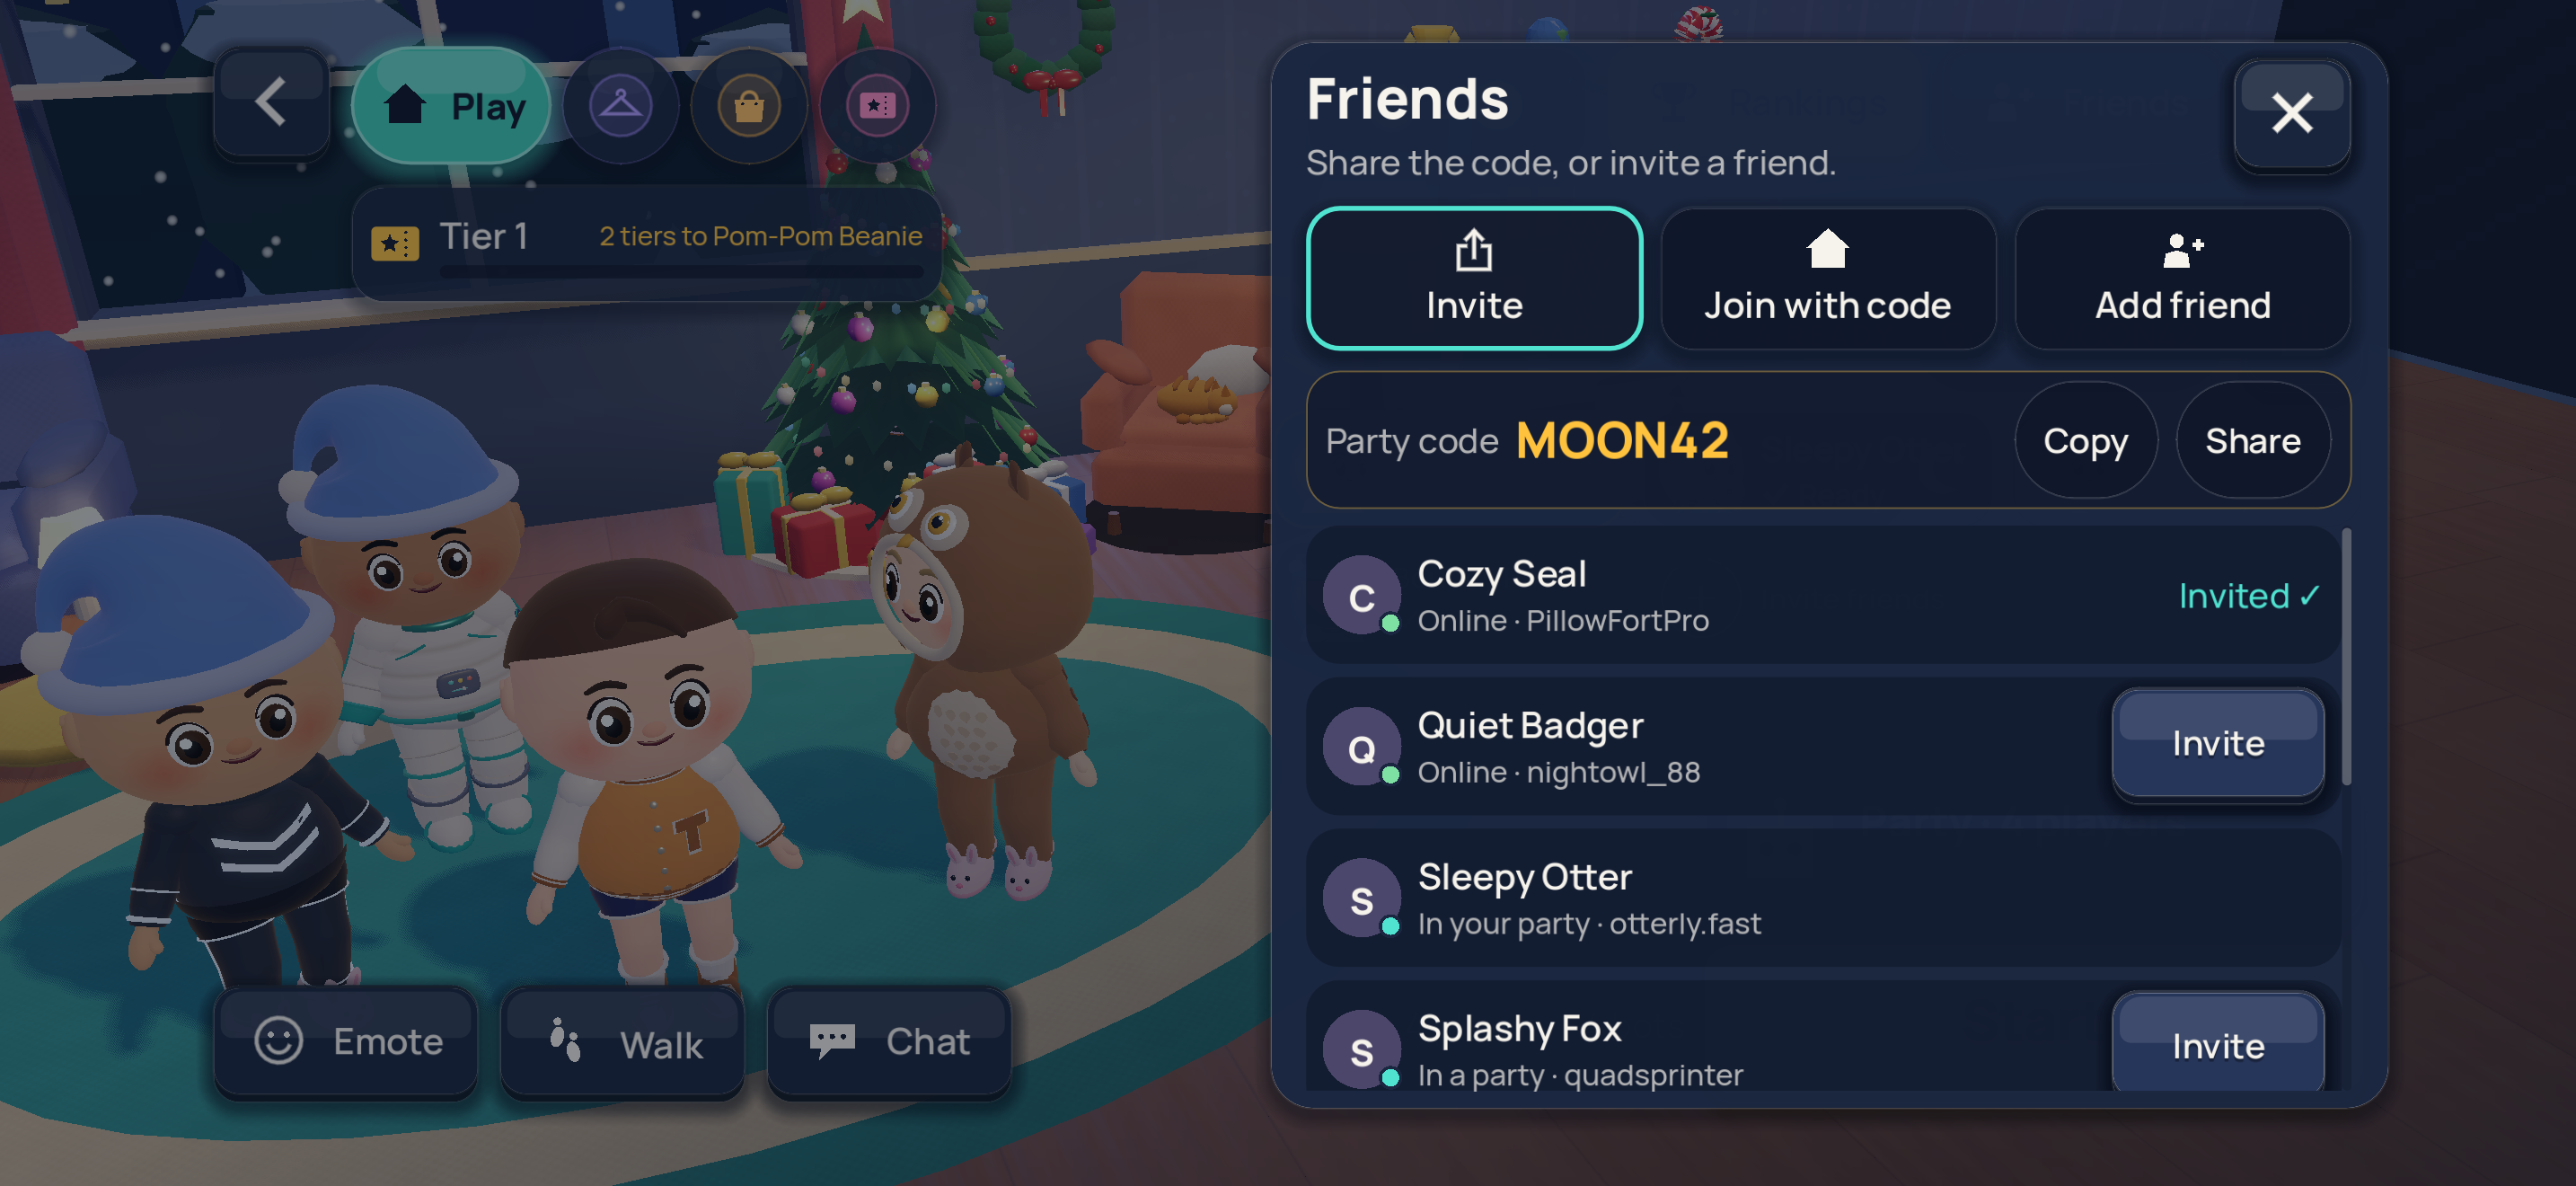 Play
Tier 1
2 tiers to Pom-Pom Beanie
Friends
Share the code, or invite a friend.
Invite
Join with code
Add friend
Party code MOON42
Copy
Share
C
Cozy Seal
Online · PillowFortPro
Invited ✓
Q
Quiet Badger
Online · nightowl_88
Invite
S
Sleepy Otter
In your party · otterly.fast
S
Splashy Fox
In a party · quadsprinter
Invite
T
Emote
Walk
Chat